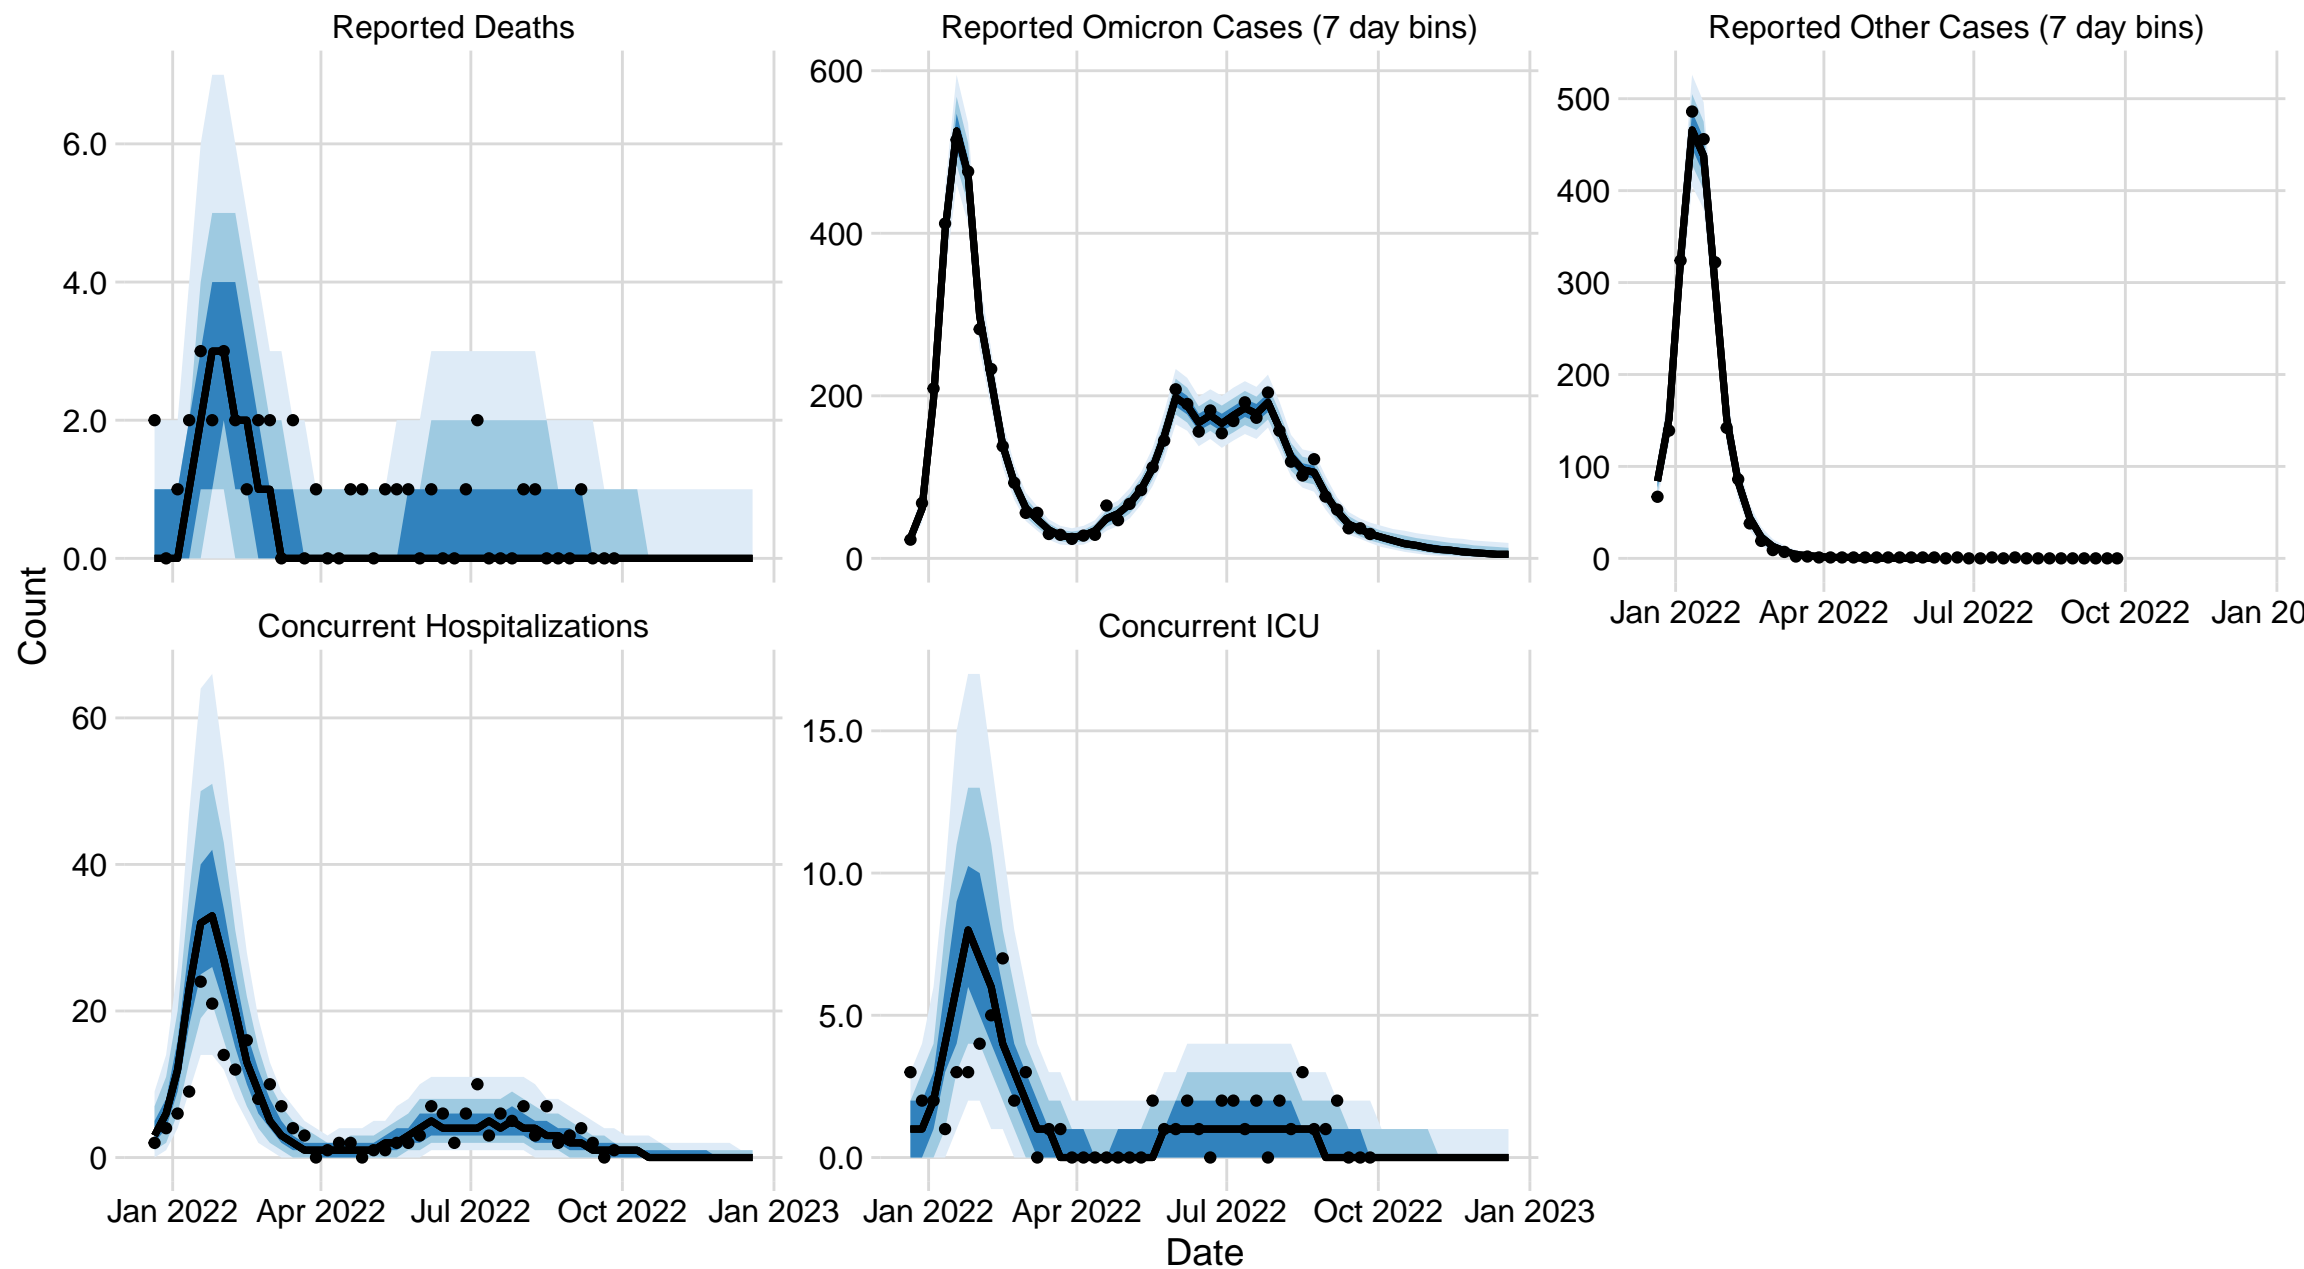 Reported Deaths
Reported Omicron Cases (7 day bins)
Reported Other Cases (7 day bins)
6.0
4.0
2.0
0.0
600
400
200
0
500
400
300
200
100
0
Jan 2022 Apr 2022 Jul 2022 Oct 2022 Jan 20
Count
Concurrent Hospitalizations
Concurrent ICU
60
40
20
0
15.0
10.0
5.0
0.0
Jan 2022 Apr 2022 Jul 2022 Oct 2022 Jan 2023
Jan 2022 Apr 2022 Jul 2022 Oct 2022 Jan 2023
Date